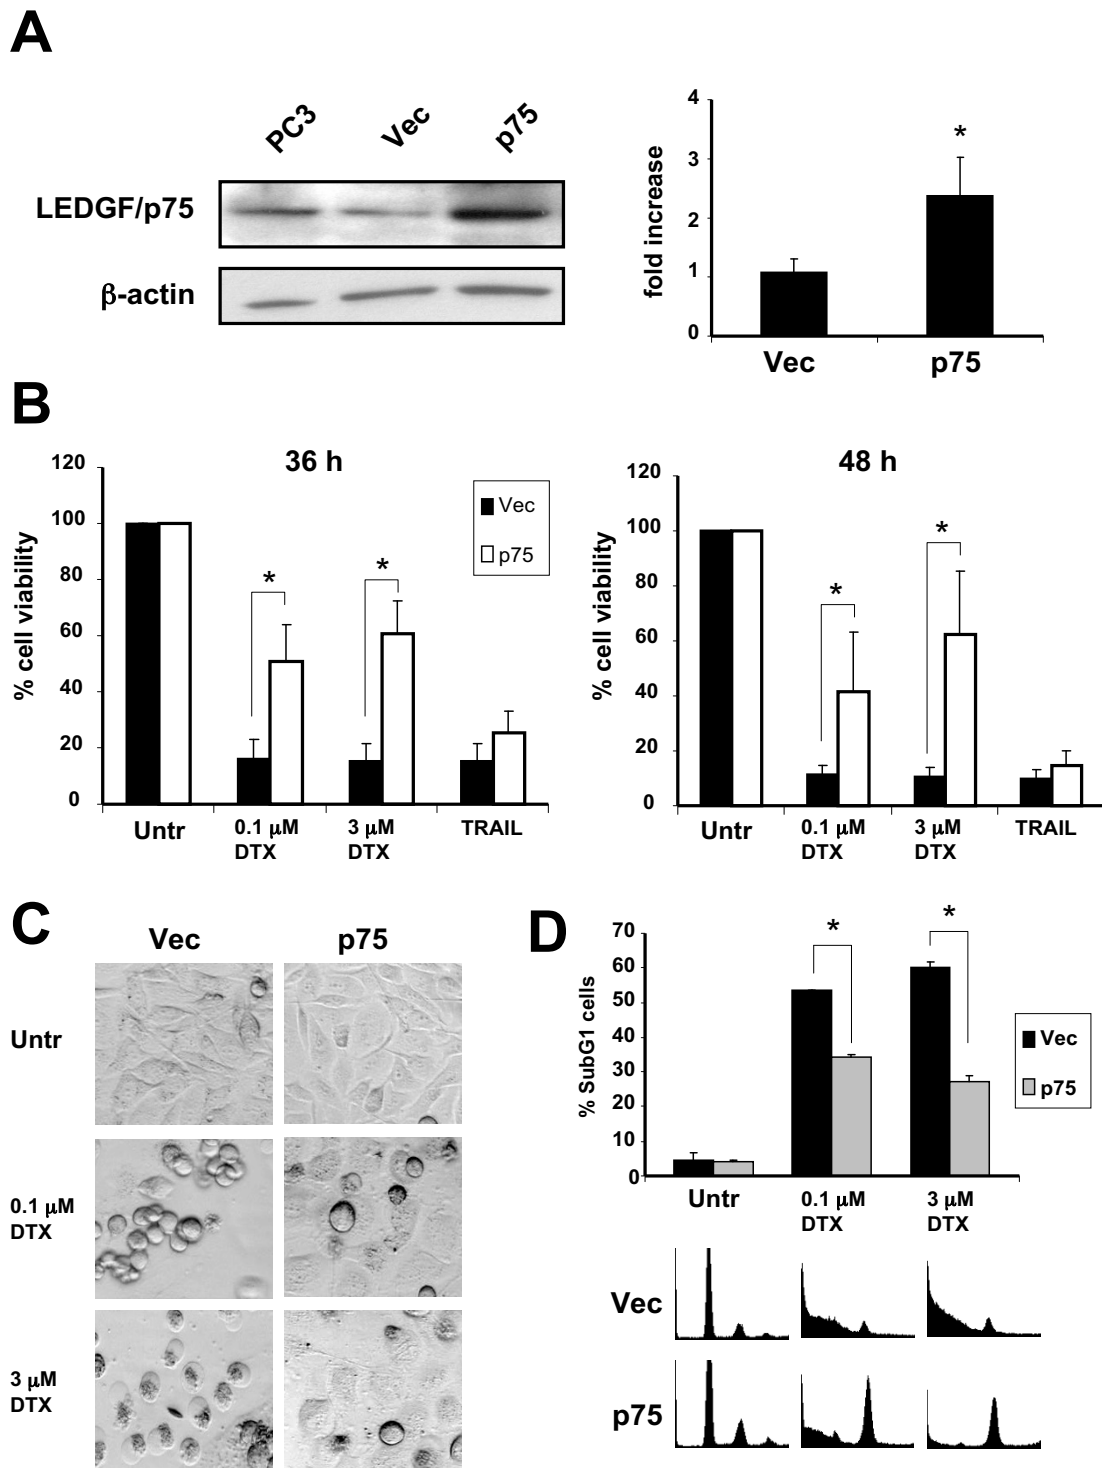 A
PC3 Vec p75
LEDGF/p75
β-actin
fold increase
4
3
2
1
0
Vec p75
*
B
36 h
% cell viability
120
100
80
60
40
20
0
Untr 0.1 μM DTX 3 μM DTX TRAIL
* *
Vec
p75
48 h
% cell viability
120
100
80
60
40
20
0
Untr 0.1 μM DTX 3 μM DTX TRAIL
* *
C
Vec p75
Untr
0.1 μM
DTX
3 μM
DTX
D
% SubG1 cells
70
60
50
40
30
20
10
0
* *
Vec
p75
Untr 0.1 μM DTX 3 μM DTX
Vec
p75